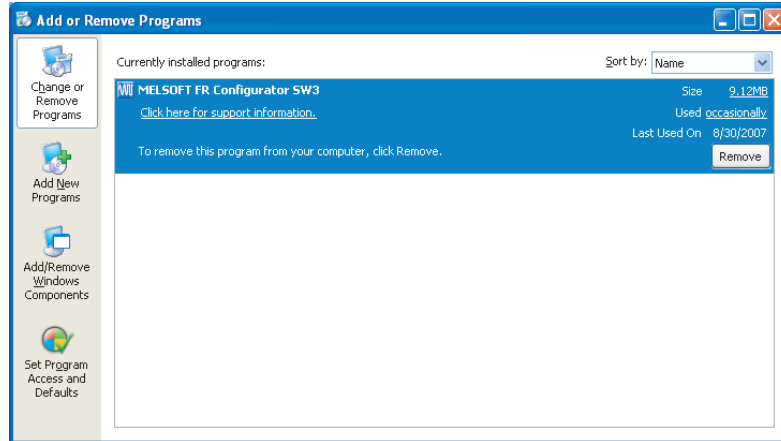 Add or Remove Programs
Change or
Remove
Programs
Add New
Programs
Add/Remove
Windows
Components
Set Program
Access and
Defaults
Currently installed programs:
Sort by: Name
MELSOFT FR Configurator SW3
Size 9.12MB
Click here for support information.
Used occasionally
Last Used On 8/30/2007
To remove this program from your computer, click Remove.
Remove